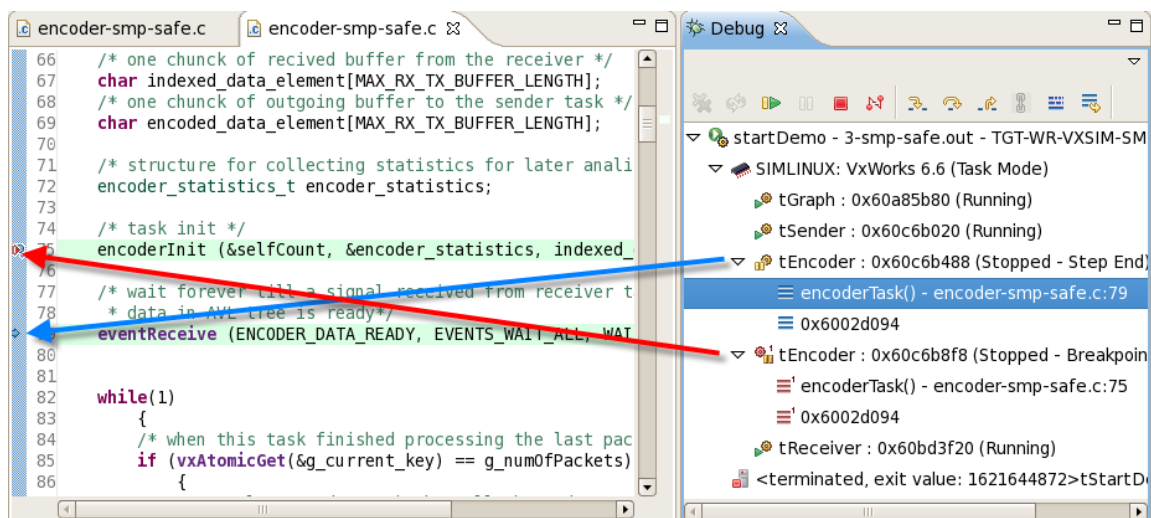 encoder-smp-safe.c
encoder-smp-safe.c
66 /* one chunck of recived buffer from the receiver */
67 char indexed_data_element[MAX_RX_TX_BUFFER_LENGTH];
68 /* one chunck of outgoing buffer to the sender task */
69 char encoded_data_element[MAX_RX_TX_BUFFER_LENGTH];
70
71 /* structure for collecting statistics for later anali
72 encoder_statistics_t encoder_statistics;
73
74 /* task init */
75 encoderInit (&selfCount, &encoder_statistics, indexed_
76
77 /* wait forever till a signal received from receiver t
78 * data in AVL tree is ready*/
eventReceive (ENCODER_DATA_READY, EVENTS_WAIT_ALL, WAI
80
81
82 while(1)
83 {
84 /* when this task finished processing the last pac
85 if (vxAtomicGet(&g_current_key) == g_numOfPackets)
86 {
Debug
startDemo - 3-smp-safe.out - TGT-WR-VXSIM-SM
SIMLINUX: VxWorks 6.6 (Task Mode)
tGraph : 0x60a85b80 (Running)
tSender : 0x60c6b020 (Running)
tEncoder : 0x60c6b488 (Stopped - Step End)
encoderTask() - encoder-smp-safe.c:79
0x6002d094
tEncoder : 0x60c6b8f8 (Stopped - Breakpoin
encoderTask() - encoder-smp-safe.c:75
0x6002d094
tReceiver : 0x60bd3f20 (Running)
<terminated, exit value: 1621644872>tStartD